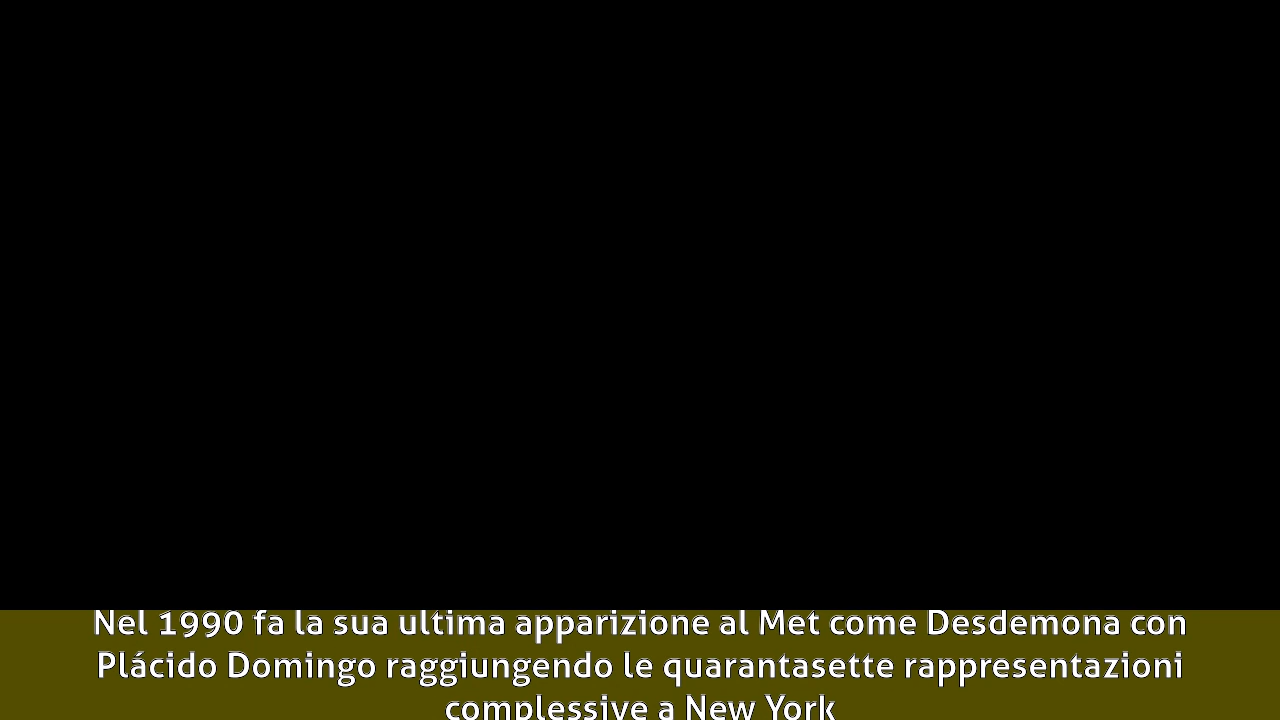 Nel 1990 fa la sua ultima apparizione al Met come Desdemona con
Plácido Domingo raggiungendo le quarantasette rappresentazioni
complessive a New York